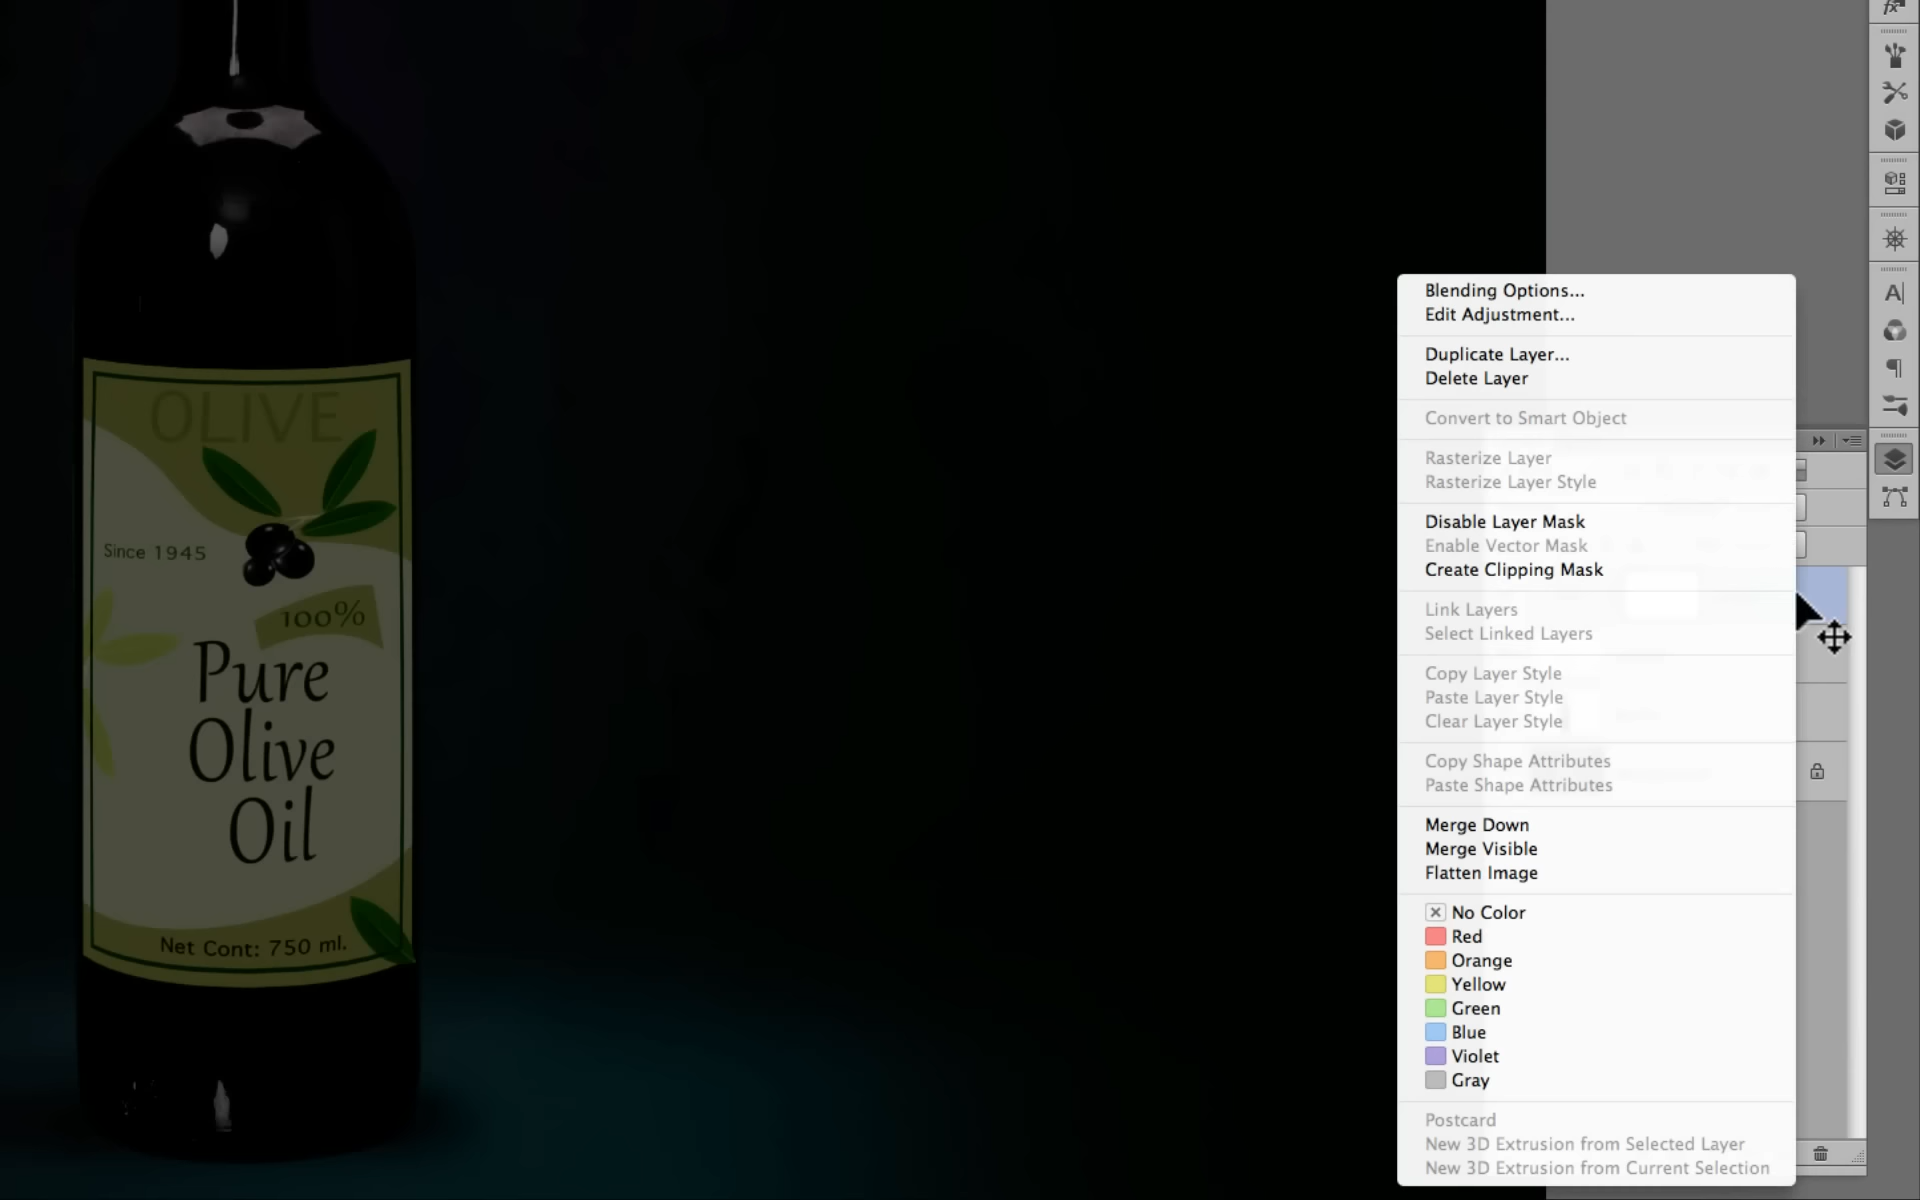 OLIVE
Since 1945
100%
Pure
Olive
Oil
Net Cont: 750 ml.
Blending Options...
Edit Adjustment...
Duplicate Layer...
Delete Layer
Convert to Smart Object
Rasterize Layer
Rasterize Layer Style
Disable Layer Mask
Enable Vector Mask
Create Clipping Mask
Link Layers
Select Linked Layers
Copy Layer Style
Paste Layer Style
Clear Layer Style
Copy Shape Attributes
Paste Shape Attributes
Merge Down
Merge Visible
Flatten Image
No Color
Red
Orange
Yellow
Green
Blue
Violet
Gray
Postcard
New 3D Extrusion from Selected Layer
New 3D Extrusion from Current Selection